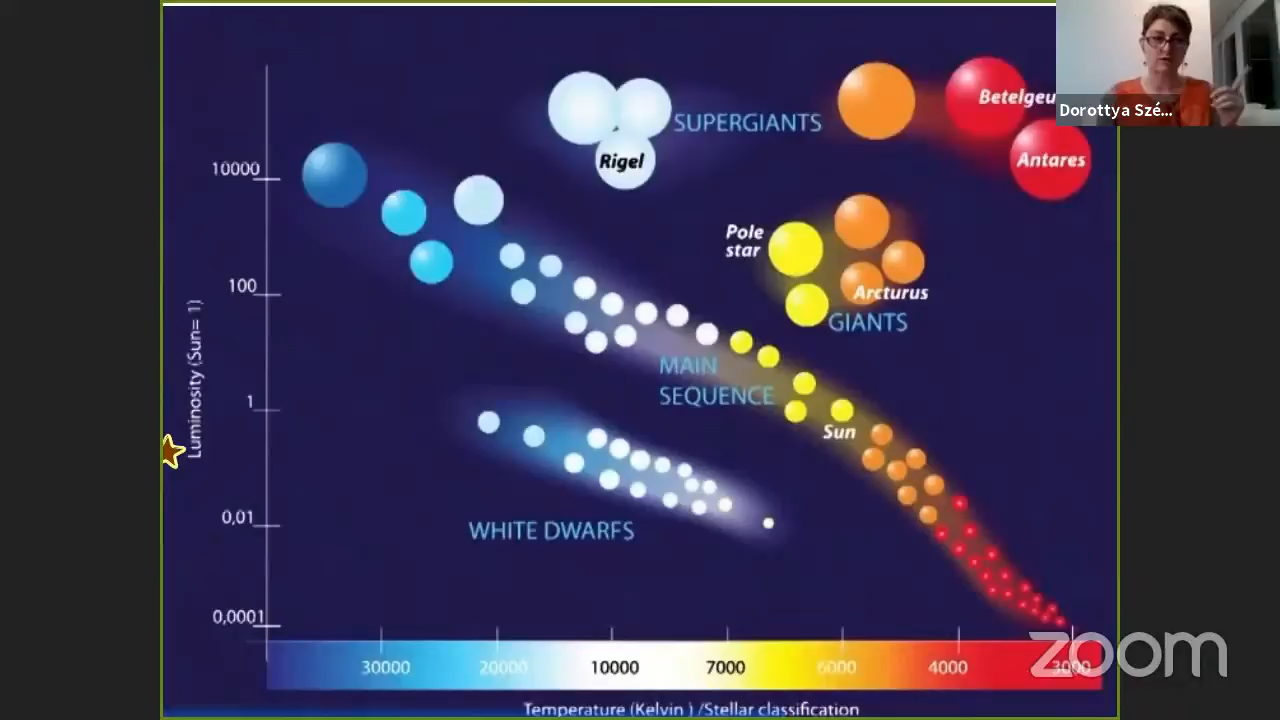 Betelgeu
Dorottya Szé...
SUPERGIANTS
Rigel
Antares
10000
Pole
star
Arcturus
100
GIANTS
MAIN
SEQUENCE
1
Sun
Luminosity (Sun= 1)
0,01
WHITE DWARFS
0,0001
zoom
30000 20000 10000 7000 6000 4000 3000
Temperature (Kelvin ) /Stellar classification